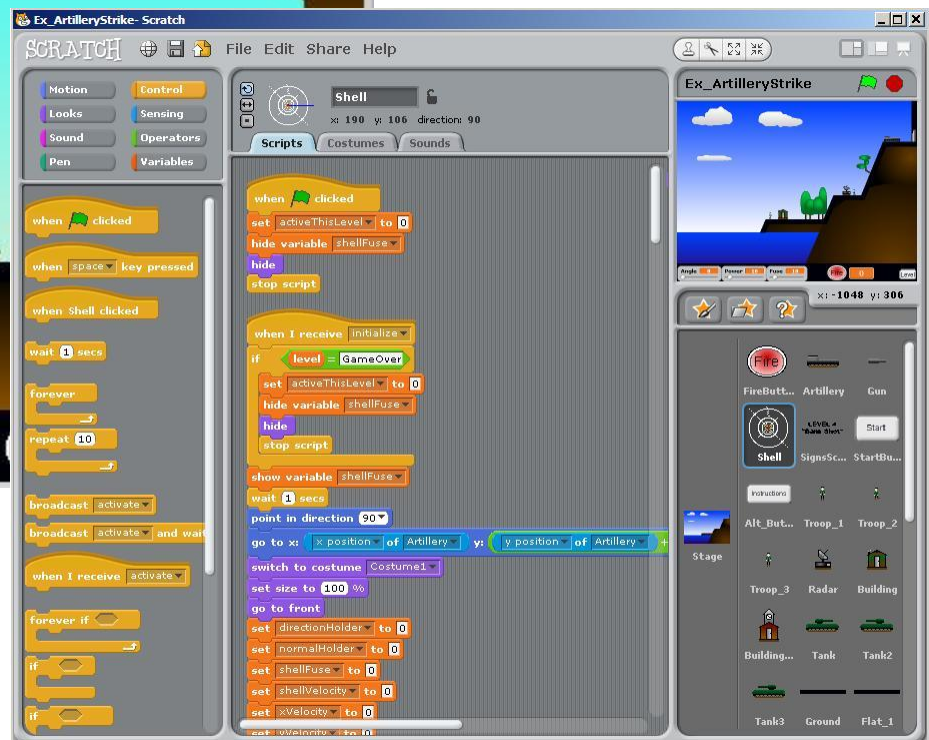 Ex_ArtilleryStrike- Scratch
SCRATCH File Edit Share Help
Motion Control
Looks Sensing
Sound Operators
Pen Variables
when clicked
when space key pressed
when Shell clicked
wait 1 secs
forever
repeat 10
broadcast activate
broadcast activate and wait
when I receive activate
forever if
if
if
Shell
x: 190 y: 106 direction: 90
Scripts Costumes Sounds
when clicked
set activeThisLevel to 0
hide variable shellFuse
hide
stop script
when I receive initialize
if level = GameOver
set activeThisLevel to 0
hide variable shellFuse
hide
stop script
show variable shellFuse
wait 1 secs
point in direction 90
go to x: x position of Artillery y: y position of Artillery +
switch to costume Costume1
set size to 100 %
go to front
set directionHolder to 0
set normalHolder to 0
set shellFuse to 0
set shellVelocity to 0
set xVelocity to 0
set yVelocity to 0
Ex_ArtilleryStrike
Angle Power Fuse Fire 0 Level
x: -1048 y: 306
Fire
FireButt... Artillery Gun
LEVEL 4
Start
Shell SignsSc... StartBu...
Instructions
Alt_But... Troop_1 Troop_2
Stage
Troop_3 Radar Building
Building... Tank Tank2
Tank3 Ground Flat_1